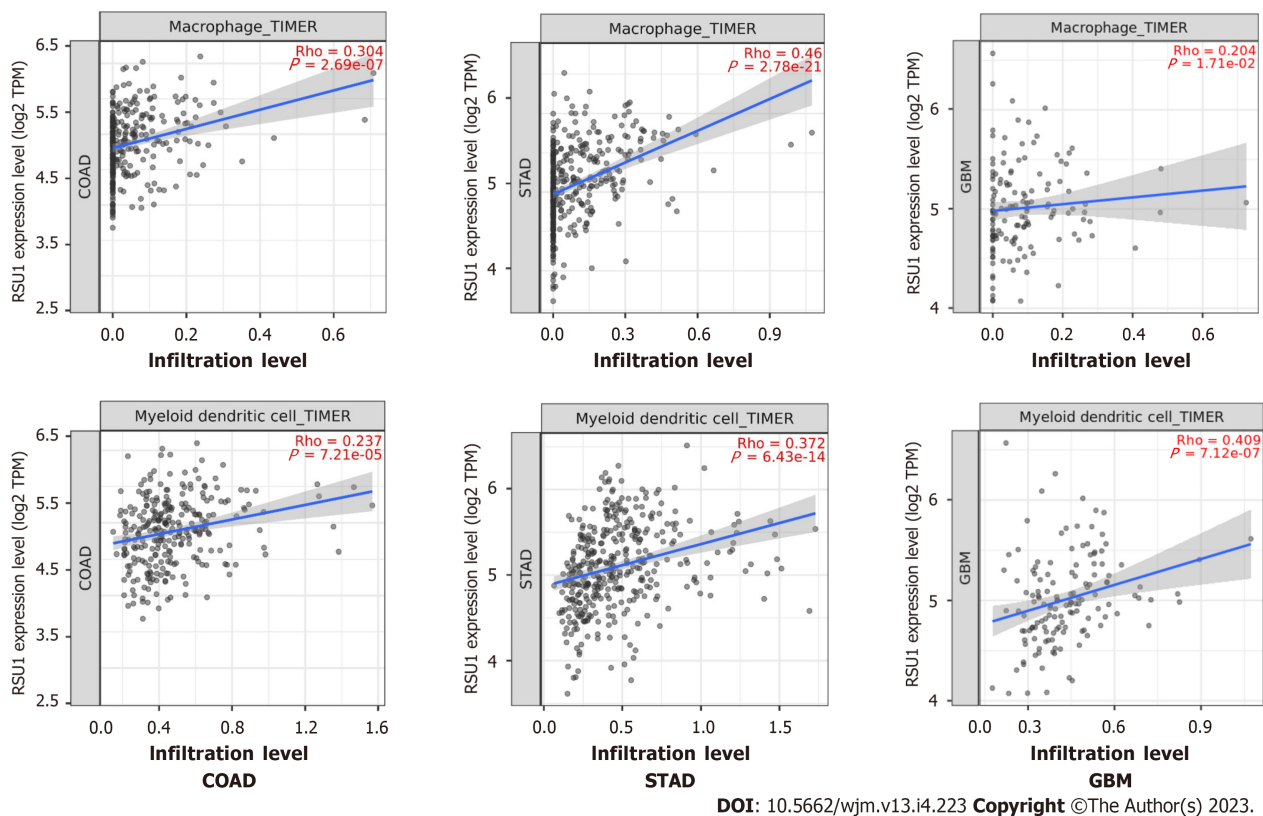 Macrophage_TIMER
Rho = 0.304
P = 2.69e-07
RSU1 expression level (log2 TPM)
COAD
6.5
5.5
4.5
3.5
2.5
0.0 0.2 0.4 0.6
Infiltration level
Macrophage_TIMER
Rho = 0.46
P = 2.78e-21
RSU1 expression level (log2 TPM)
STAD
6
5
4
0.0 0.3 0.6 0.9
Infiltration level
Macrophage_TIMER
Rho = 0.204
P = 1.71e-02
RSU1 expression level (log2 TPM)
GBM
6
5
4
0.0 0.2 0.4 0.6
Infiltration level
Myeloid dendritic cell_TIMER
Rho = 0.237
P = 7.21e-05
RSU1 expression level (log2 TPM)
COAD
6.5
5.5
4.5
3.5
2.5
0.0 0.4 0.8 1.2 1.6
Infiltration level
COAD
Myeloid dendritic cell_TIMER
Rho = 0.372
P = 6.43e-14
RSU1 expression level (log2 TPM)
STAD
6
5
4
0.0 0.5 1.0 1.5
Infiltration level
STAD
Myeloid dendritic cell_TIMER
Rho = 0.409
P = 7.12e-07
RSU1 expression level (log2 TPM)
GBM
6
5
4
0.0 0.3 0.6 0.9
Infiltration level
GBM
DOI: 10.5662/wjm.v13.i4.223 Copyright ©The Author(s) 2023.